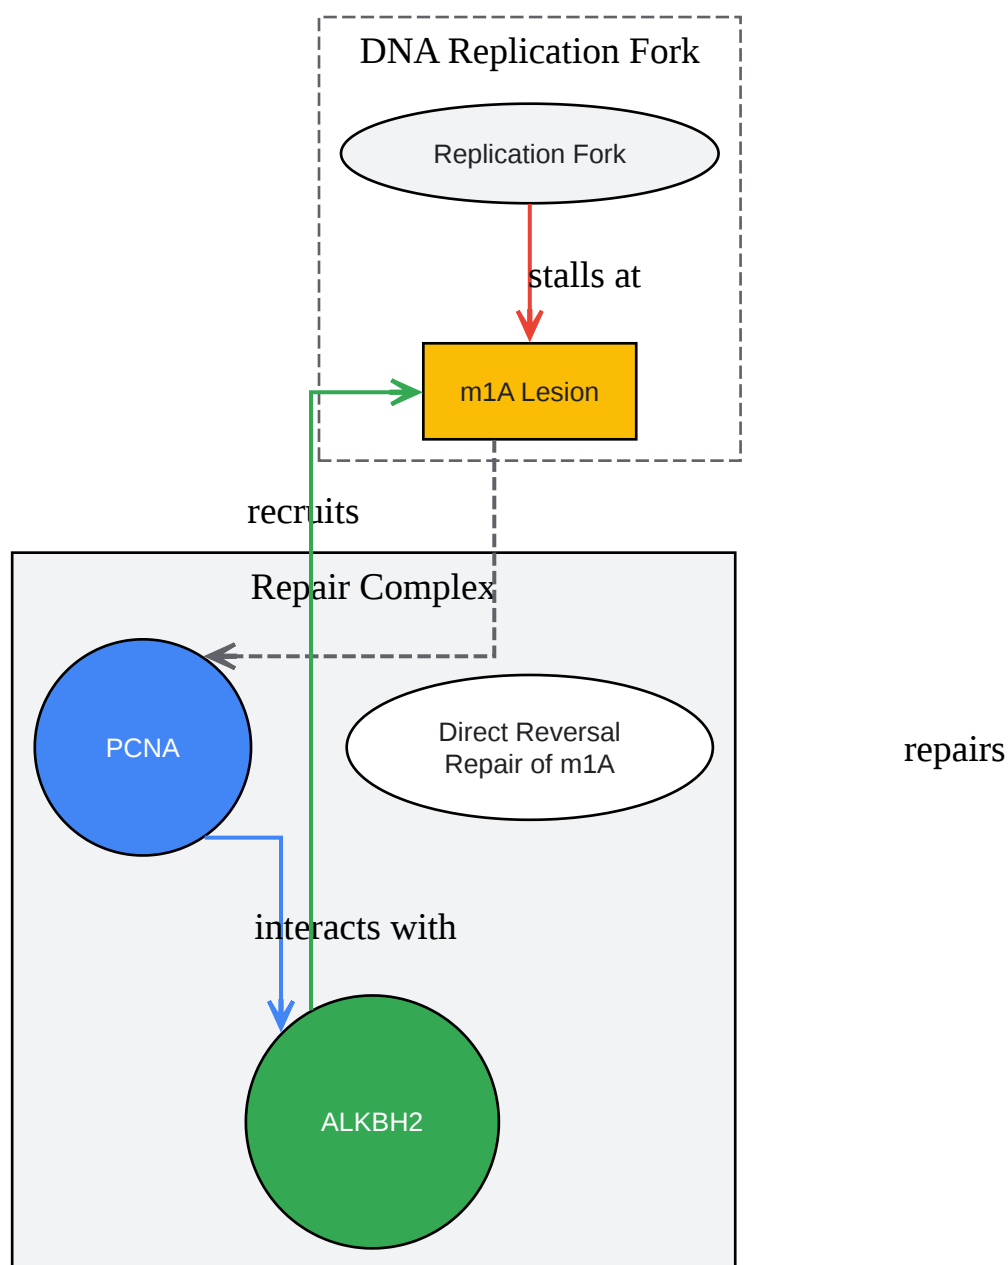 DNA Replication Fork
Replication Fork
stalls at
m1A Lesion
recruits
Repair Complex
PCNA
Direct Reversal
Repair of m1A
repairs
interacts with
ALKBH2